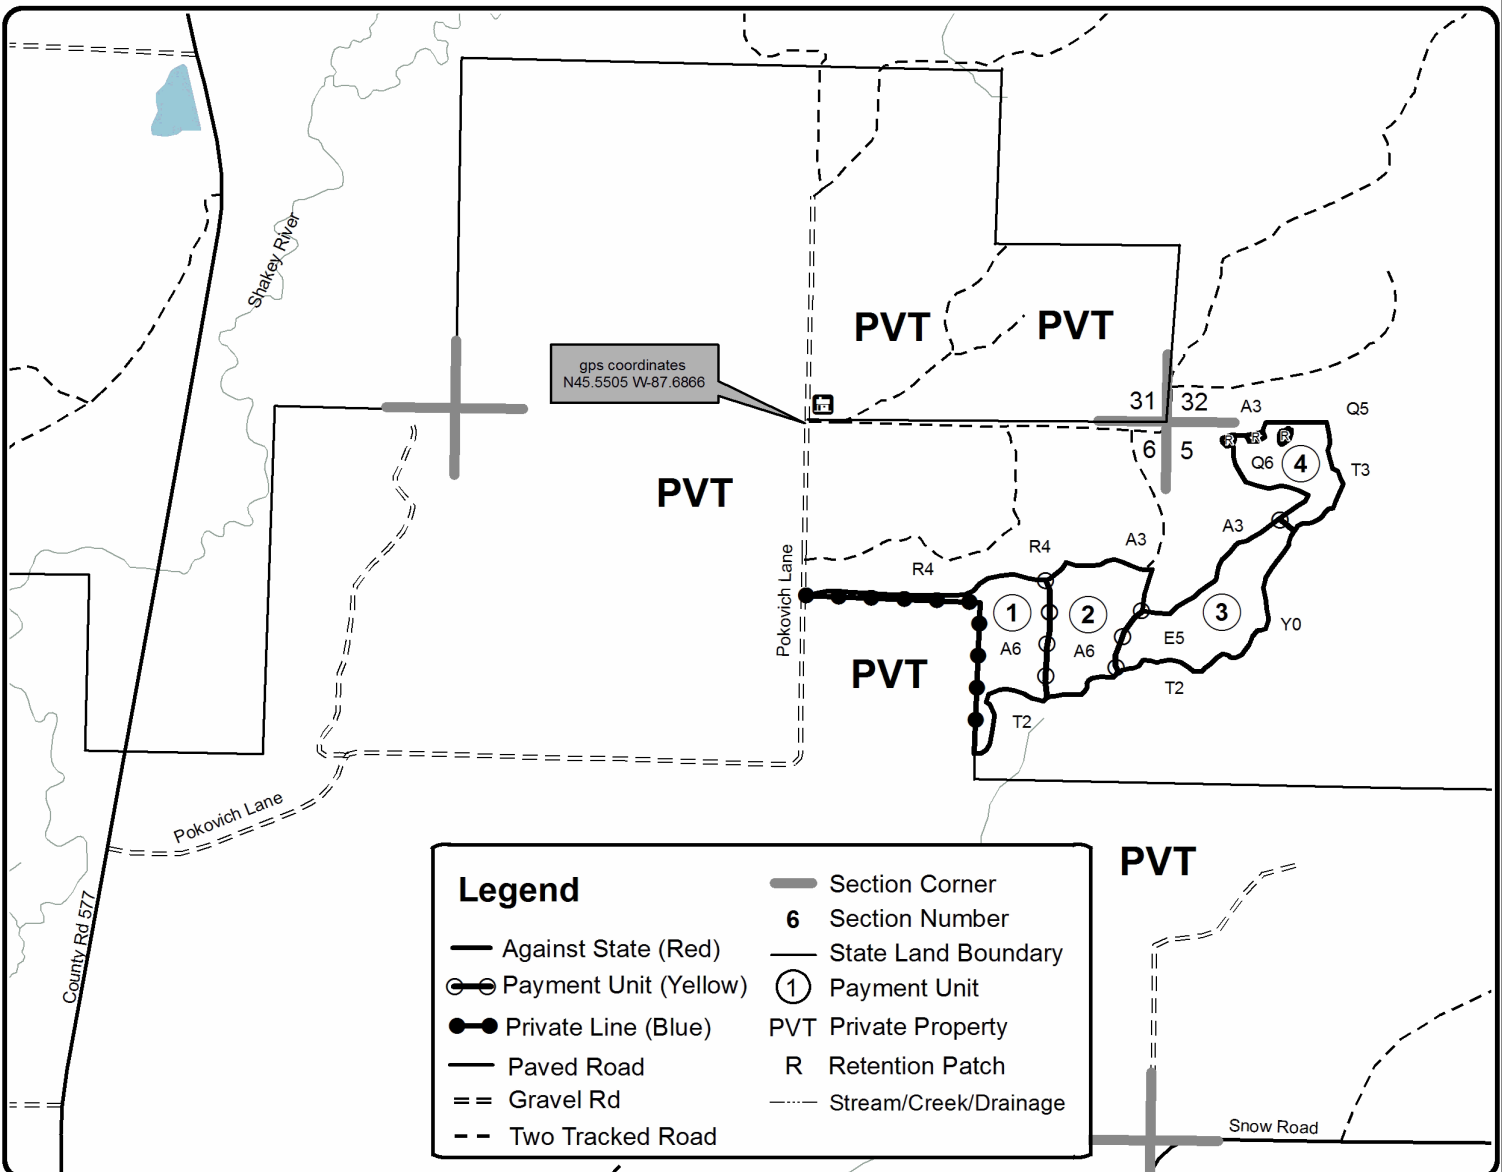 Shakey River
PVT
PVT
gps coordinates
N45.5505 W-87.6866
31
32
A3
Q5
R
R
R
6
5
Q6
4
T3
PVT
A3
A3
R4
R4
Pokovich Lane
1
2
3
A6
A6
E5
Y0
PVT
T2
T2
Pokovich Lane
PVT
County Rd 577
Legend
Against State (Red)
Payment Unit (Yellow)
Private Line (Blue)
Paved Road
Gravel Rd
Two Tracked Road
Section Corner
6 Section Number
State Land Boundary
1 Payment Unit
PVT Private Property
R Retention Patch
Stream/Creek/Drainage
Snow Road